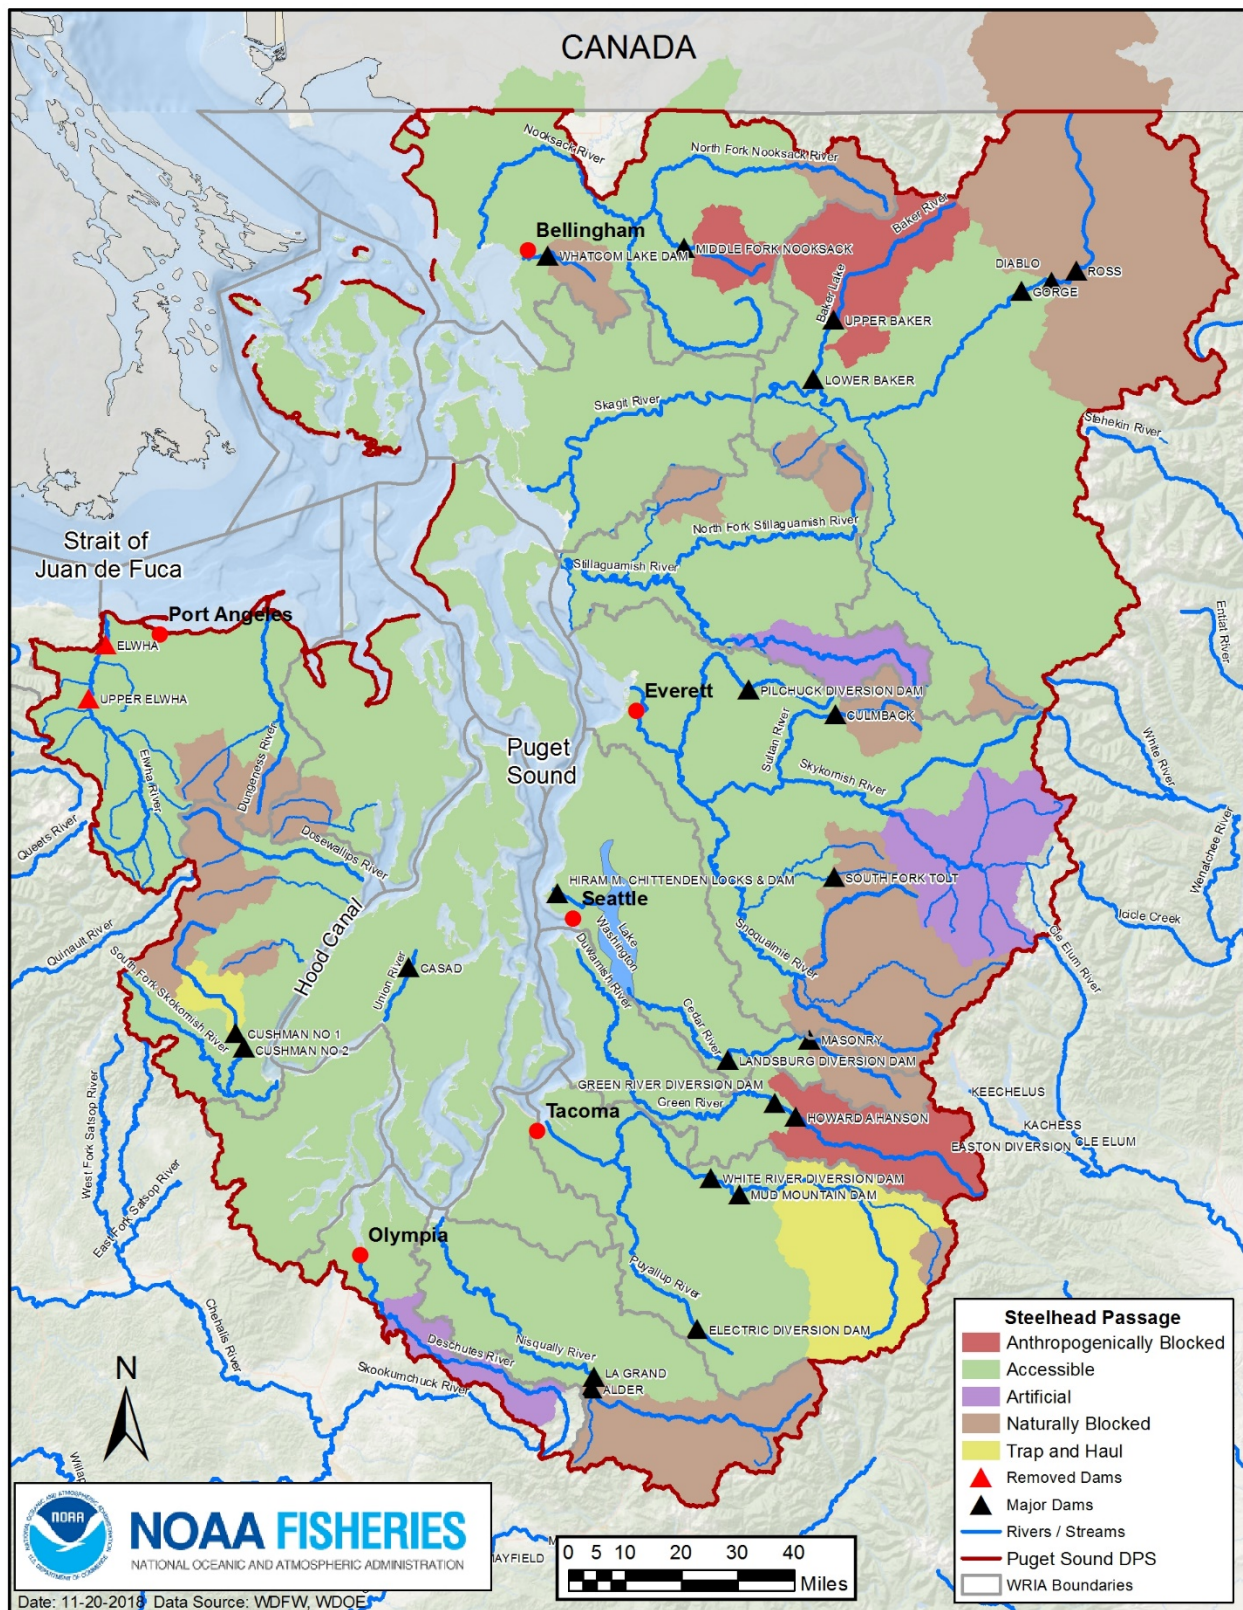 CANADA
Nooksack River
North Fork Nooksack River
Bellingham
WHATCOM LAKE DAM
MIDDLE FORK NOOKSACK
Baker River
Baker Lake
DIABLO
ROSS
GORGE
UPPER BAKER
LOWER BAKER
Skagit River
Stehekin River
North Fork Stillaguamish River
Stillaguamish River
Strait of
Juan de Fuca
Port Angeles
ELWHA
UPPER ELWHA
Entiat River
Everett
PILCHUCK DIVERSION DAM
CULMBACK
Sultan River
Skykomish River
Puget
Sound
Elwha River
Dungeness River
White River
Wenatchee River
Queets River
Dosewallips River
HIRAM M. CHITTENDEN LOCKS & DAM
Seattle
SOUTH FORK TOLT
Lake
Washington
Duwamish River
Icicle Creek
Cle Elum River
Quinault River
Hood Canal
Union River
CASAD
Snoqualmie River
South Fork Skokomish River
CUSHMAN NO 1
CUSHMAN NO 2
Cedar River
MASONRY
LANDSBURG DIVERSION DAM
GREEN RIVER DIVERSION DAM
Green River
HOWARD A HANSON
KEECHELUS
KACHESS
CLE ELUM
EASTON DIVERSION
West Fork Satsop River
East Fork Satsop River
Tacoma
WHITE RIVER DIVERSION DAM
MUD MOUNTAIN DAM
Olympia
Puyallup River
ELECTRIC DIVERSION DAM
Chehalis River
Deschutes River
Nisqually River
Skookumchuck River
LA GRAND
ALDER
N
Steelhead Passage
Anthropogenically Blocked
Accessible
Artificial
Naturally Blocked
Trap and Haul
Removed Dams
Major Dams
Rivers / Streams
Puget Sound DPS
WRIA Boundaries
NOAA
NOAA FISHERIES
NATIONAL OCEANIC AND ATMOSPHERIC ADMINISTRATION
0 5 10 20 30 40
Miles
Date: 11-20-2018 Data Source: WDFW, WDOE